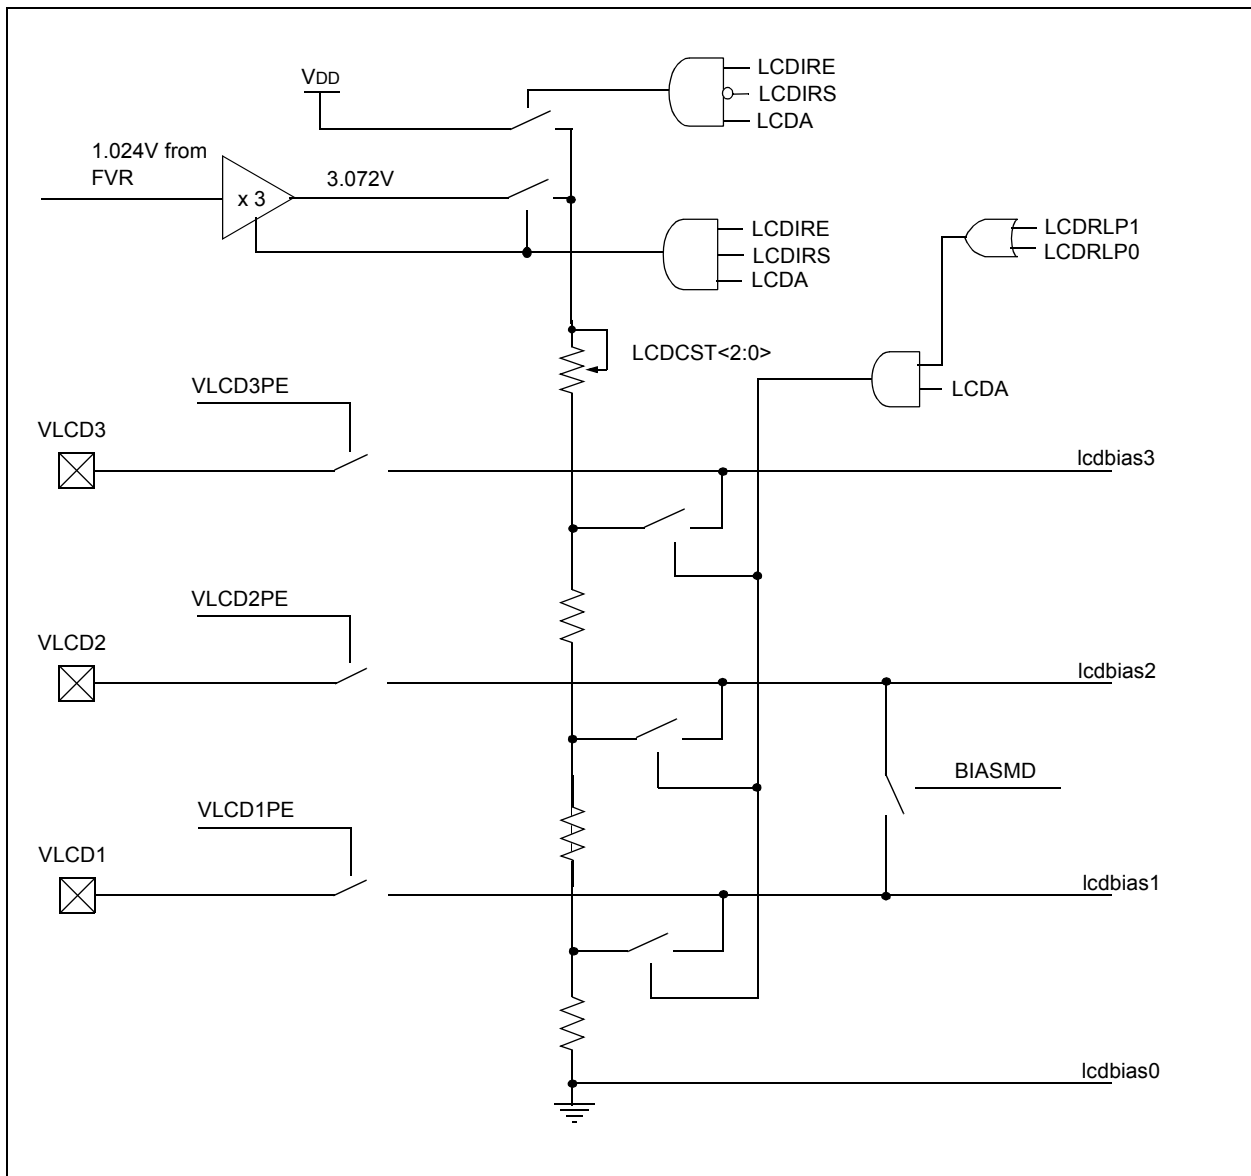 VDD
LCDIRE
LCDIRS
LCDA
1.024V from
FVR
x 3
3.072V
LCDIRE
LCDIRS
LCDA
LCDRLP1
LCDRLP0
LCDCST<2:0>
LCDA
VLCD3PE
VLCD3
lcdbias3
VLCD2PE
VLCD2
lcdbias2
BIASMD
VLCD1PE
VLCD1
lcdbias1
lcdbias0